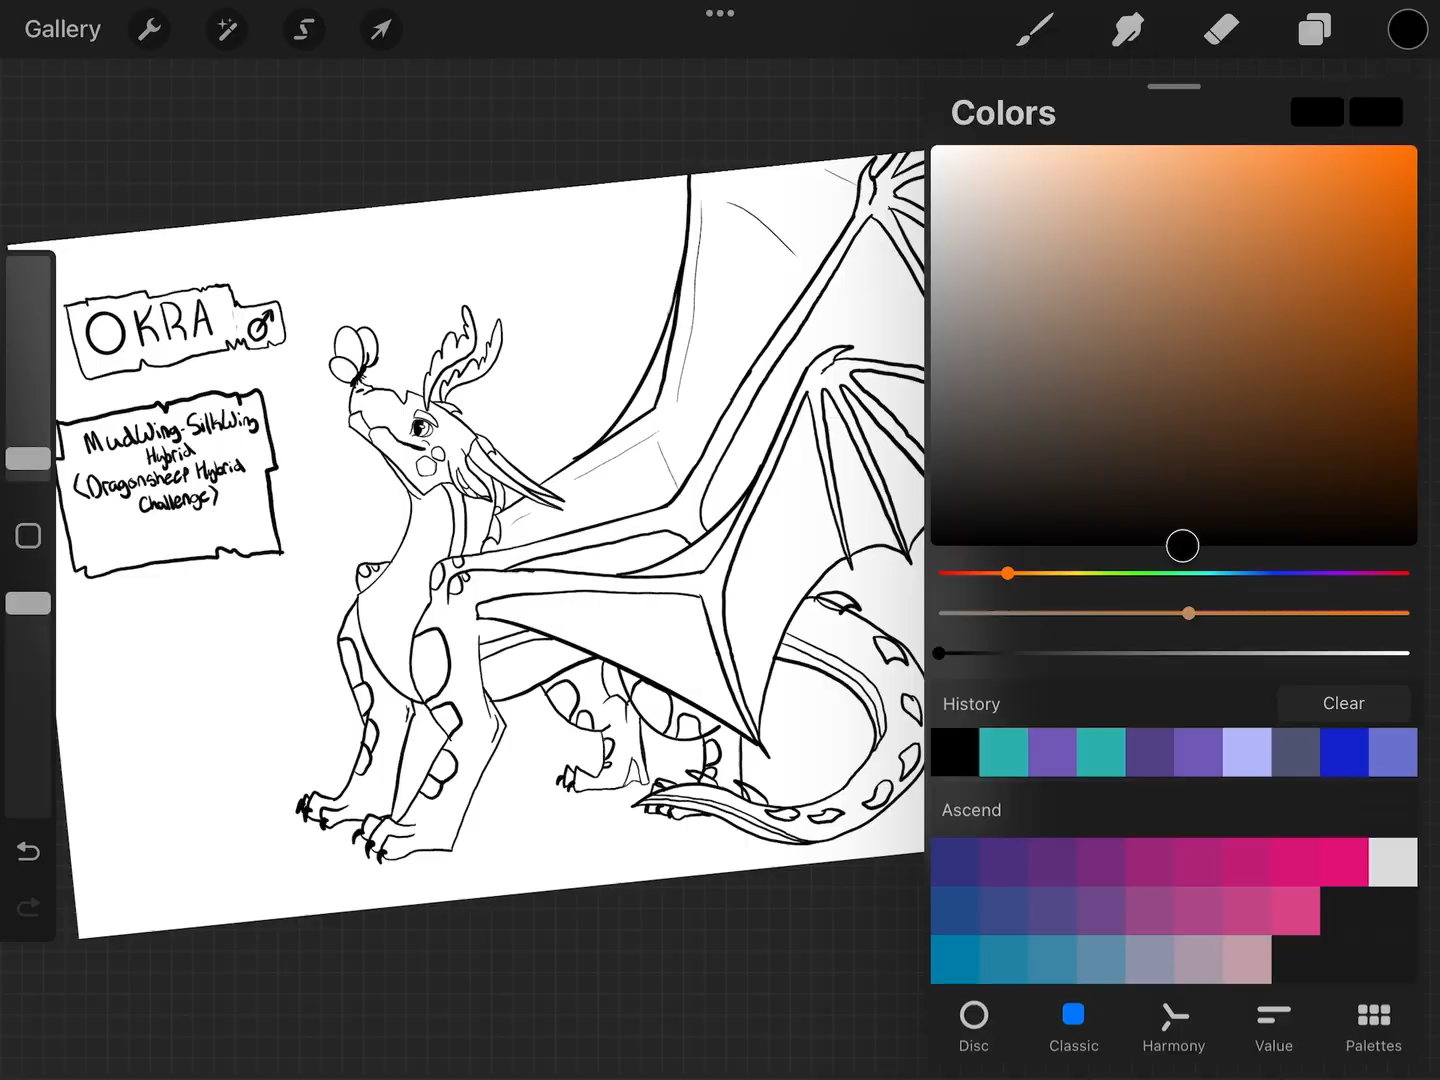 Gallery
Colors
OKRA ♂
MudWing-SilkWing
Hybrid
(Dragonsheep Hybrid
Challenge)
History
Clear
Ascend
Disc
Classic
Harmony
Value
Palettes